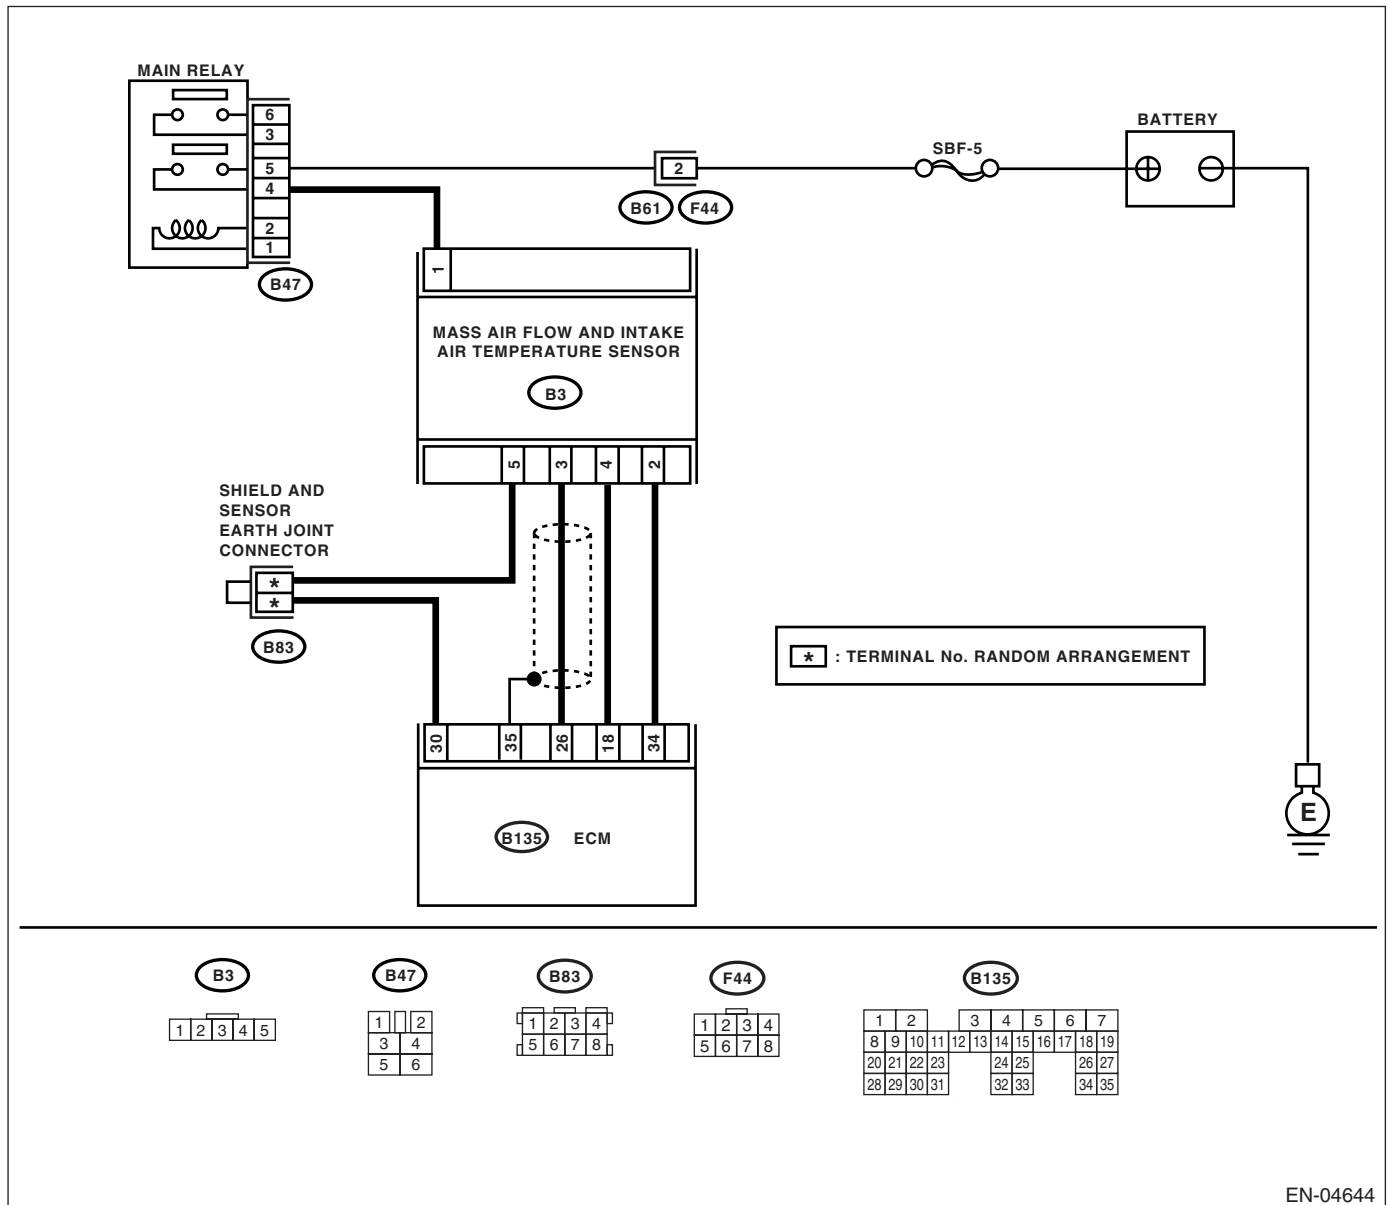 MAIN RELAY
6
3
5
4
2
1
B47
2
B61 F44
SBF-5
BATTERY
1
MASS AIR FLOW AND INTAKE
AIR TEMPERATURE SENSOR
B3
5 3 4 2
SHIELD AND
SENSOR
EARTH JOINT
CONNECTOR
*
*
B83
* : TERMINAL No. RANDOM ARRANGEMENT
30 35 26 18 34
B135 ECM
E
B3
1 2 3 4 5
B47
1 2
3 4
5 6
B83
1 2 3 4
5 6 7 8
F44
1 2 3 4
5 6 7 8
B135
1 2 3 4 5 6 7
8 9 10 11 12 13 14 15 16 17 18 19
20 21 22 23 24 25 26 27
28 29 30 31 32 33 34 35
EN-04644